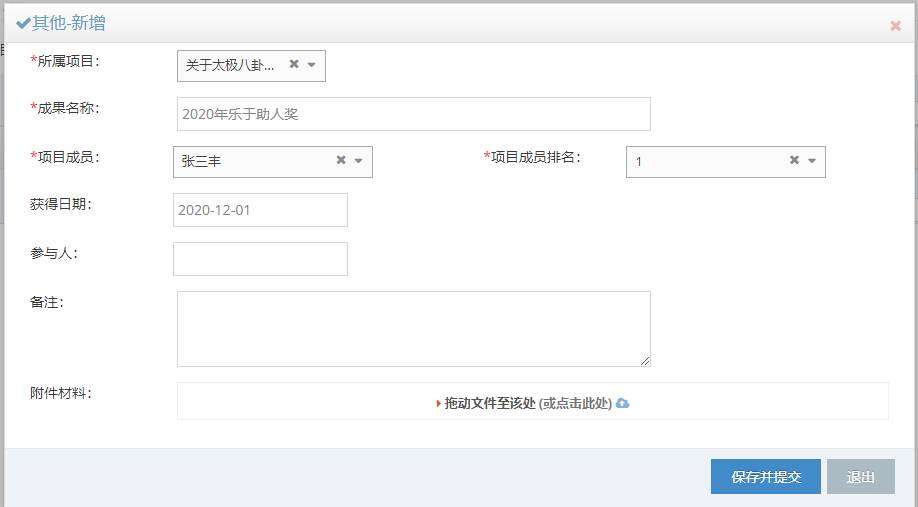 其他-新增
*所属项目：
关于太极八卦...
*成果名称：
2020年乐于助人奖
*项目成员：
张三丰
*项目成员排名：
1
获得日期：
2020-12-01
参与人：
备注：
附件材料：
拖动文件至该处 (或点击此处)
保存并提交
退出